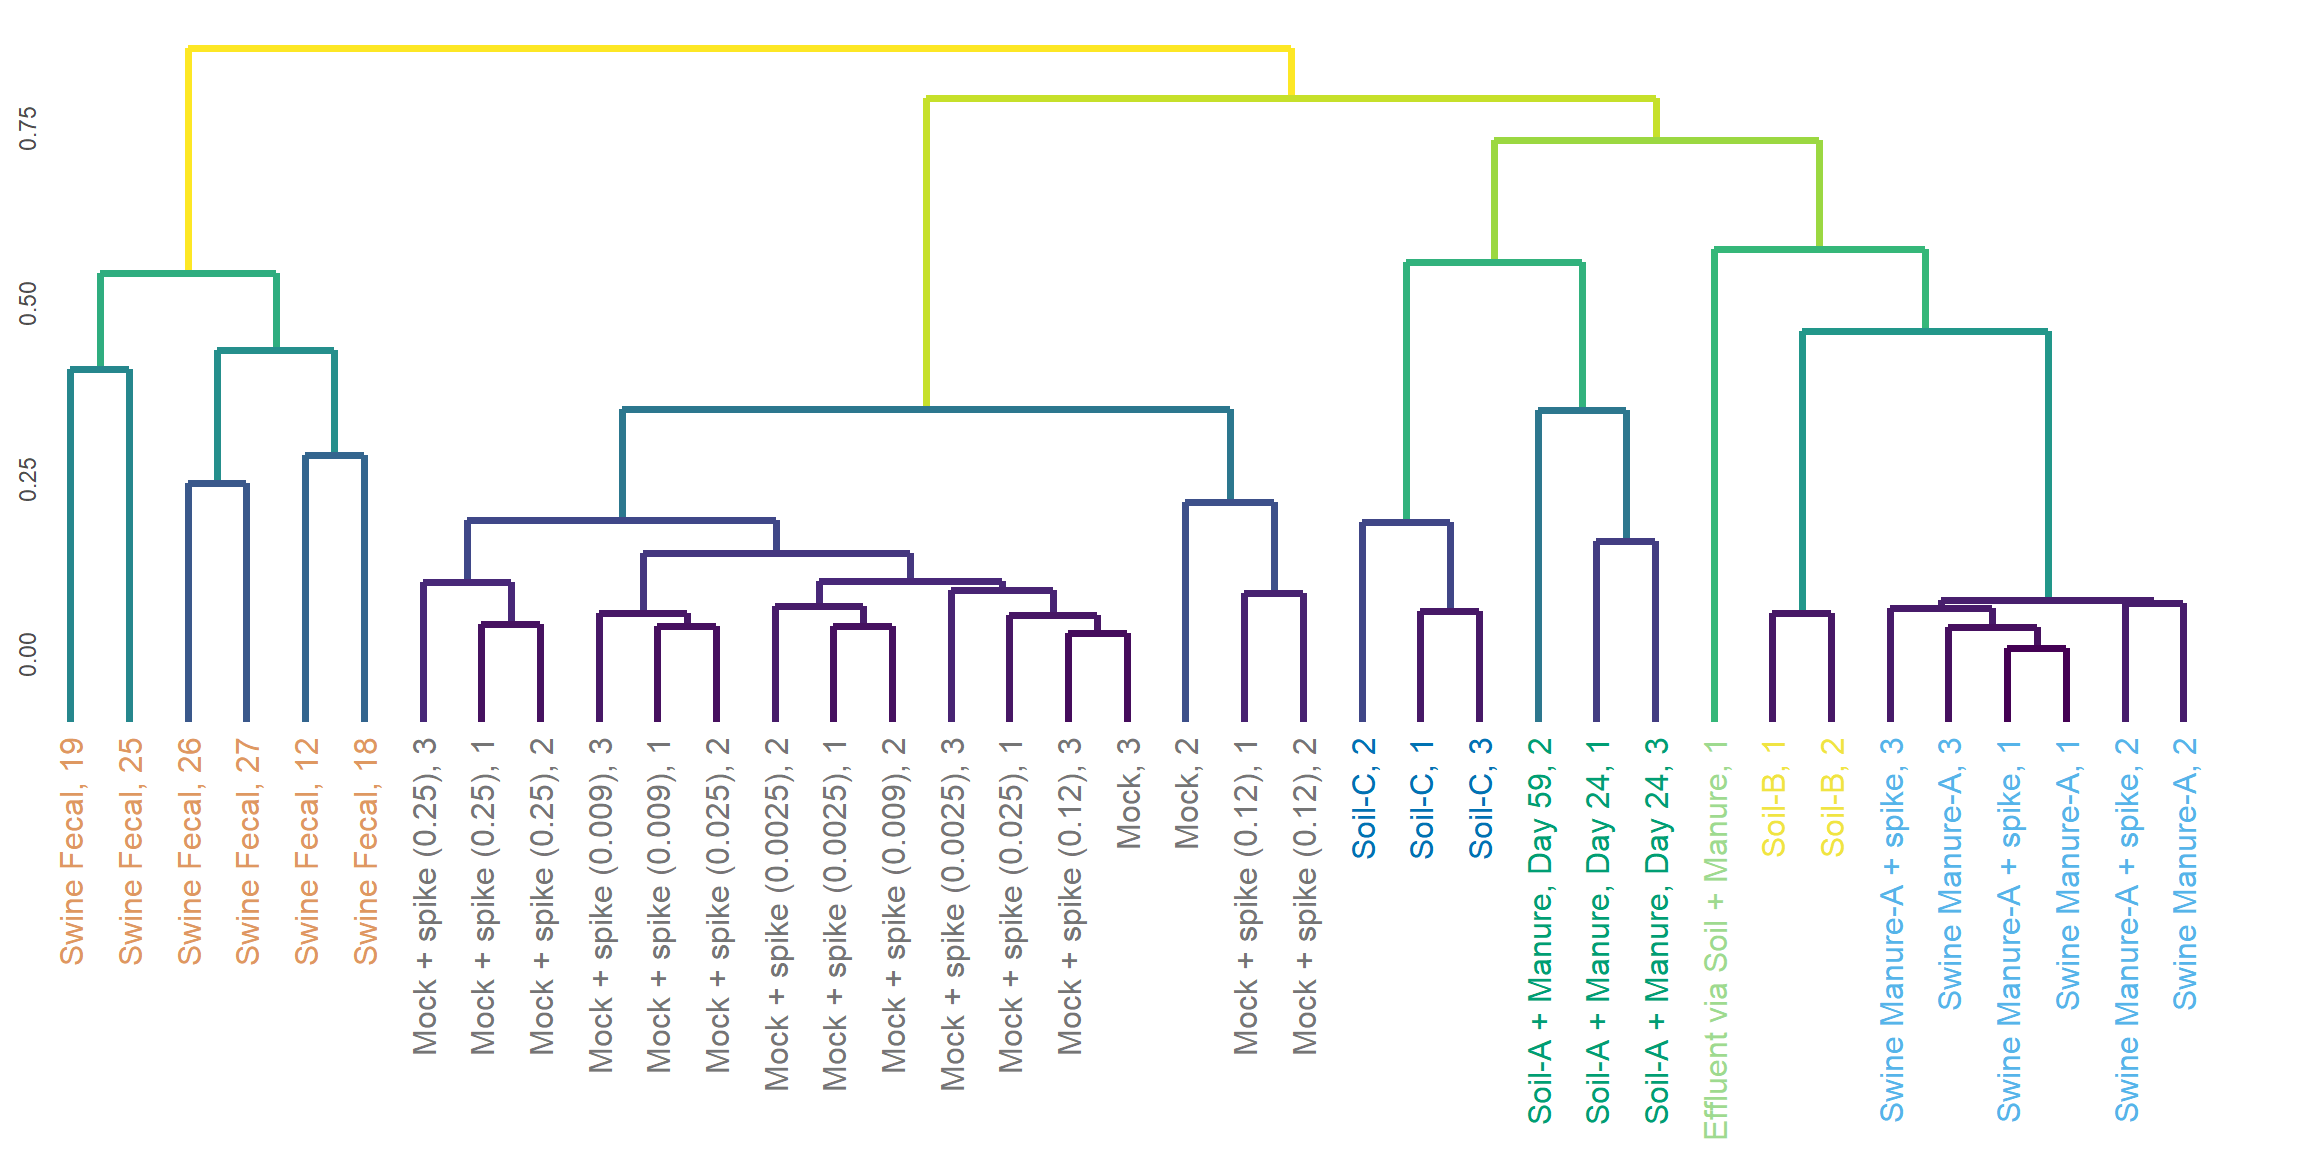 0.75
0.50
0.25
0.00
Swine Fecal, 19
Swine Fecal, 25
Swine Fecal, 26
Swine Fecal, 27
Swine Fecal, 12
Swine Fecal, 18
Mock + spike (0.25), 3
Mock + spike (0.25), 1
Mock + spike (0.25), 2
Mock + spike (0.009), 3
Mock + spike (0.009), 1
Mock + spike (0.025), 2
Mock + spike (0.0025), 2
Mock + spike (0.0025), 1
Mock + spike (0.009), 2
Mock + spike (0.0025), 3
Mock + spike (0.025), 1
Mock + spike (0.12), 3
Mock, 3
Mock, 2
Mock + spike (0.12), 1
Mock + spike (0.12), 2
Soil-C, 2
Soil-C, 1
Soil-C, 3
Soil-A + Manure, Day 59, 2
Soil-A + Manure, Day 24, 1
Soil-A + Manure, Day 24, 3
Effluent via Soil + Manure, 1
Soil-B, 1
Soil-B, 2
Swine Manure-A + spike, 3
Swine Manure-A, 3
Swine Manure-A + spike, 1
Swine Manure-A, 1
Swine Manure-A + spike, 2
Swine Manure-A, 2